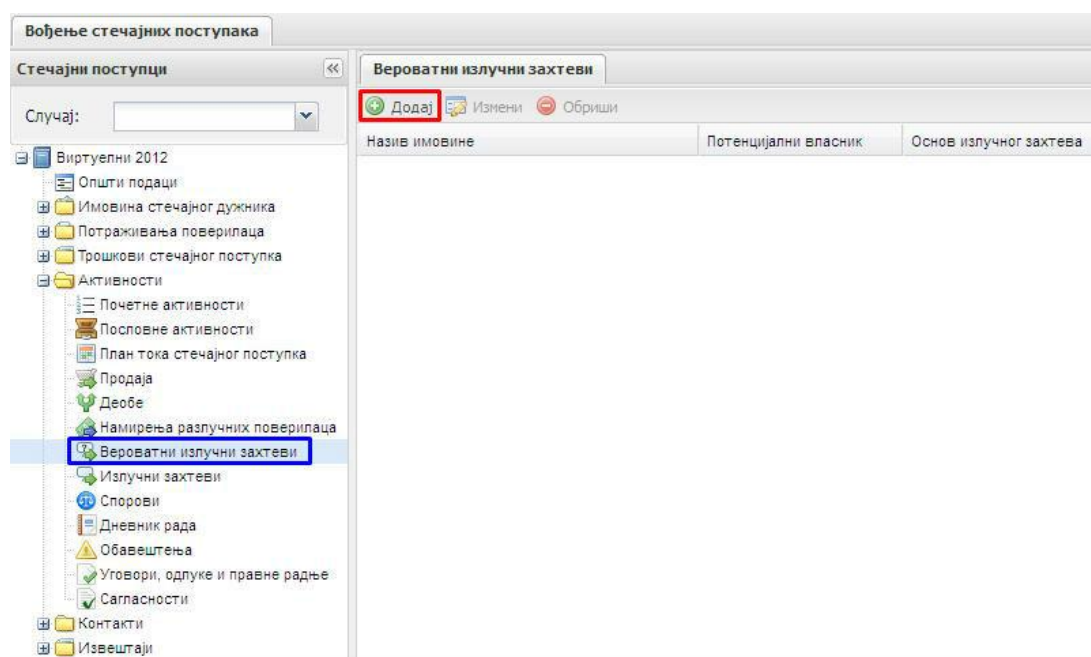 Вођење стечајних поступака
Стечајни поступци
Случај:
Виртуелни 2012
Општи подаци
Имовина стечајног дужника
Потраживања поверилаца
Трошкови стечајног поступка
Активности
Почетне активности
Пословне активности
План тока стечајног поступка
Продаја
Деобе
Намирења разлучних поверилаца
Вероватни излучни захтеви
Излучни захтеви
Спорови
Дневник рада
Обавештења
Уговори, одлуке и правне радње
Сагласности
Контакти
Извештаји
Вероватни излучни захтеви
Додај Измени Обриши
Назив имовине Потенцијални власник Основ излучног захтева